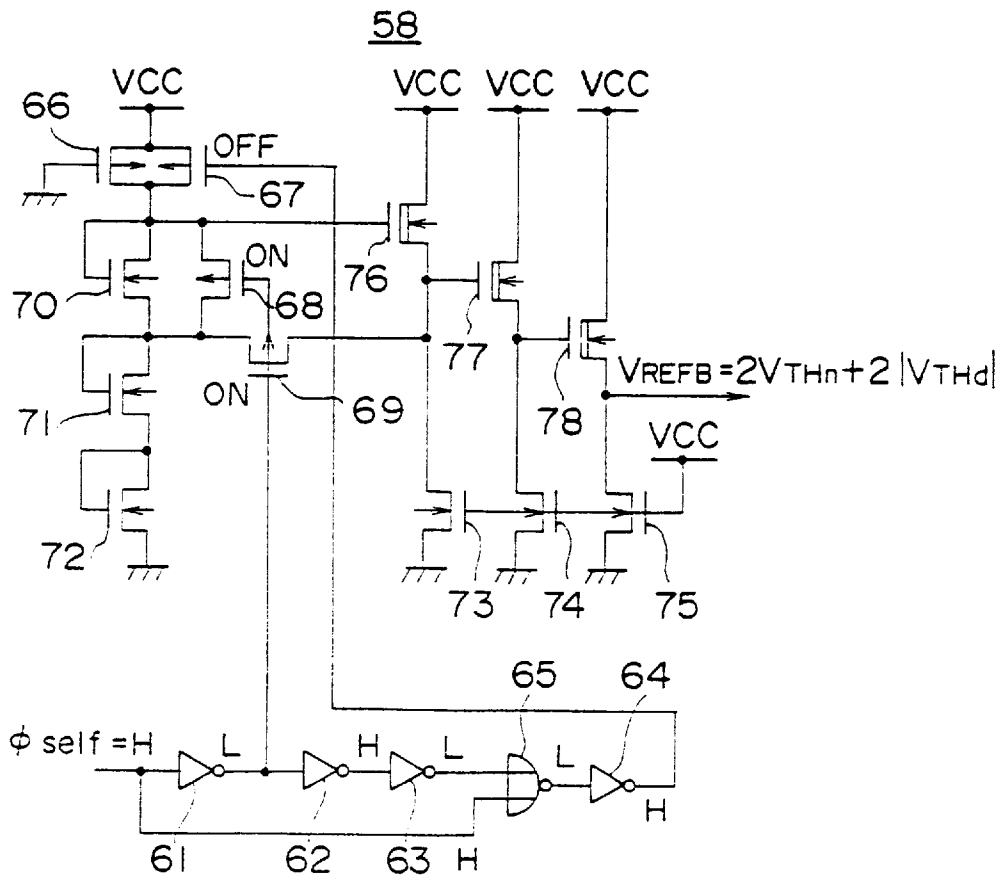 58
VCC
VCC
VCC
VCC
66
OFF
67
ON
68
70
76
77
78
VREFB=2VTHn+2|VTHd|
71
ON
69
VCC
72
73
74
75
65
64
φself=H
L
H
L
L
H
61
62
63
H